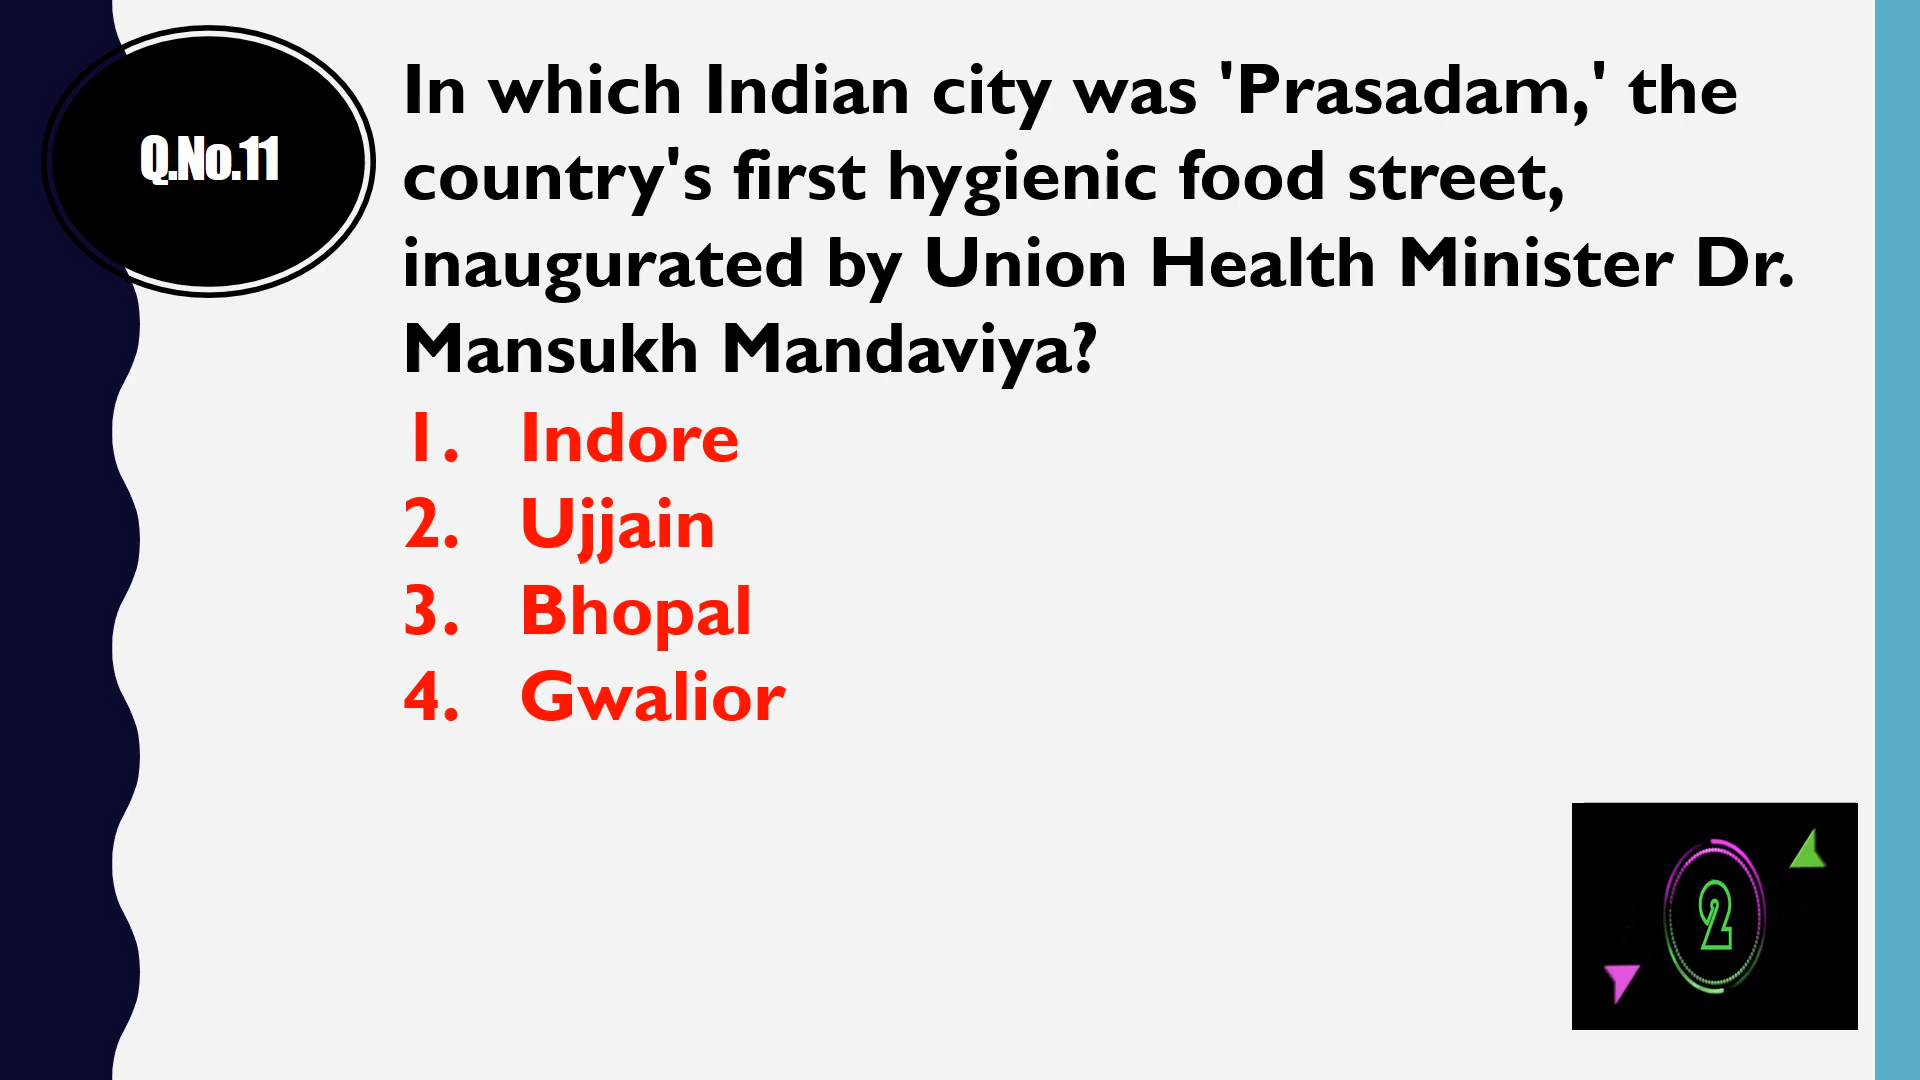 Q.No.11
In which Indian city was 'Prasadam,' the
country's first hygienic food street,
inaugurated by Union Health Minister Dr.
Mansukh Mandaviya?
1. Indore
2. Ujjain
3. Bhopal
4. Gwalior
2